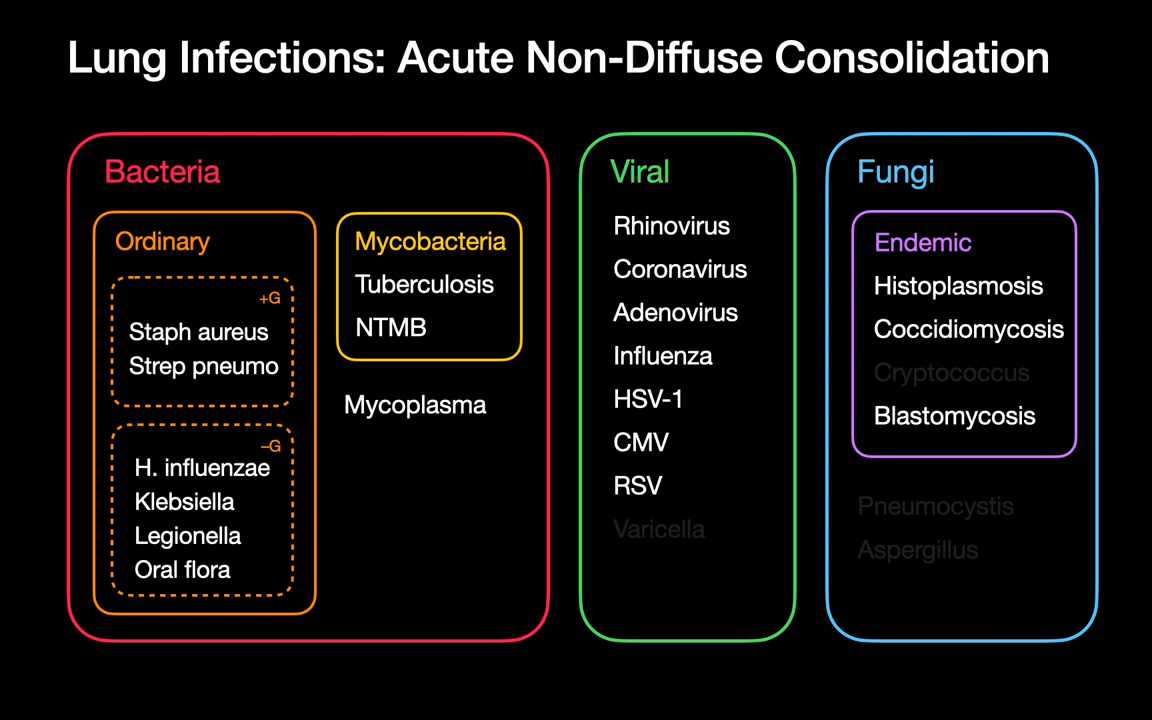 Lung Infections: Acute Non-Diffuse Consolidation
Bacteria
Ordinary
+G
Staph aureus
Strep pneumo
–G
H. influenzae
Klebsiella
Legionella
Oral flora
Mycobacteria
Tuberculosis
NTMB
Mycoplasma
Viral
Rhinovirus
Coronavirus
Adenovirus
Influenza
HSV-1
CMV
RSV
Varicella
Fungi
Endemic
Histoplasmosis
Coccidiomycosis
Cryptococcus
Blastomycosis
Pneumocystis
Aspergillus